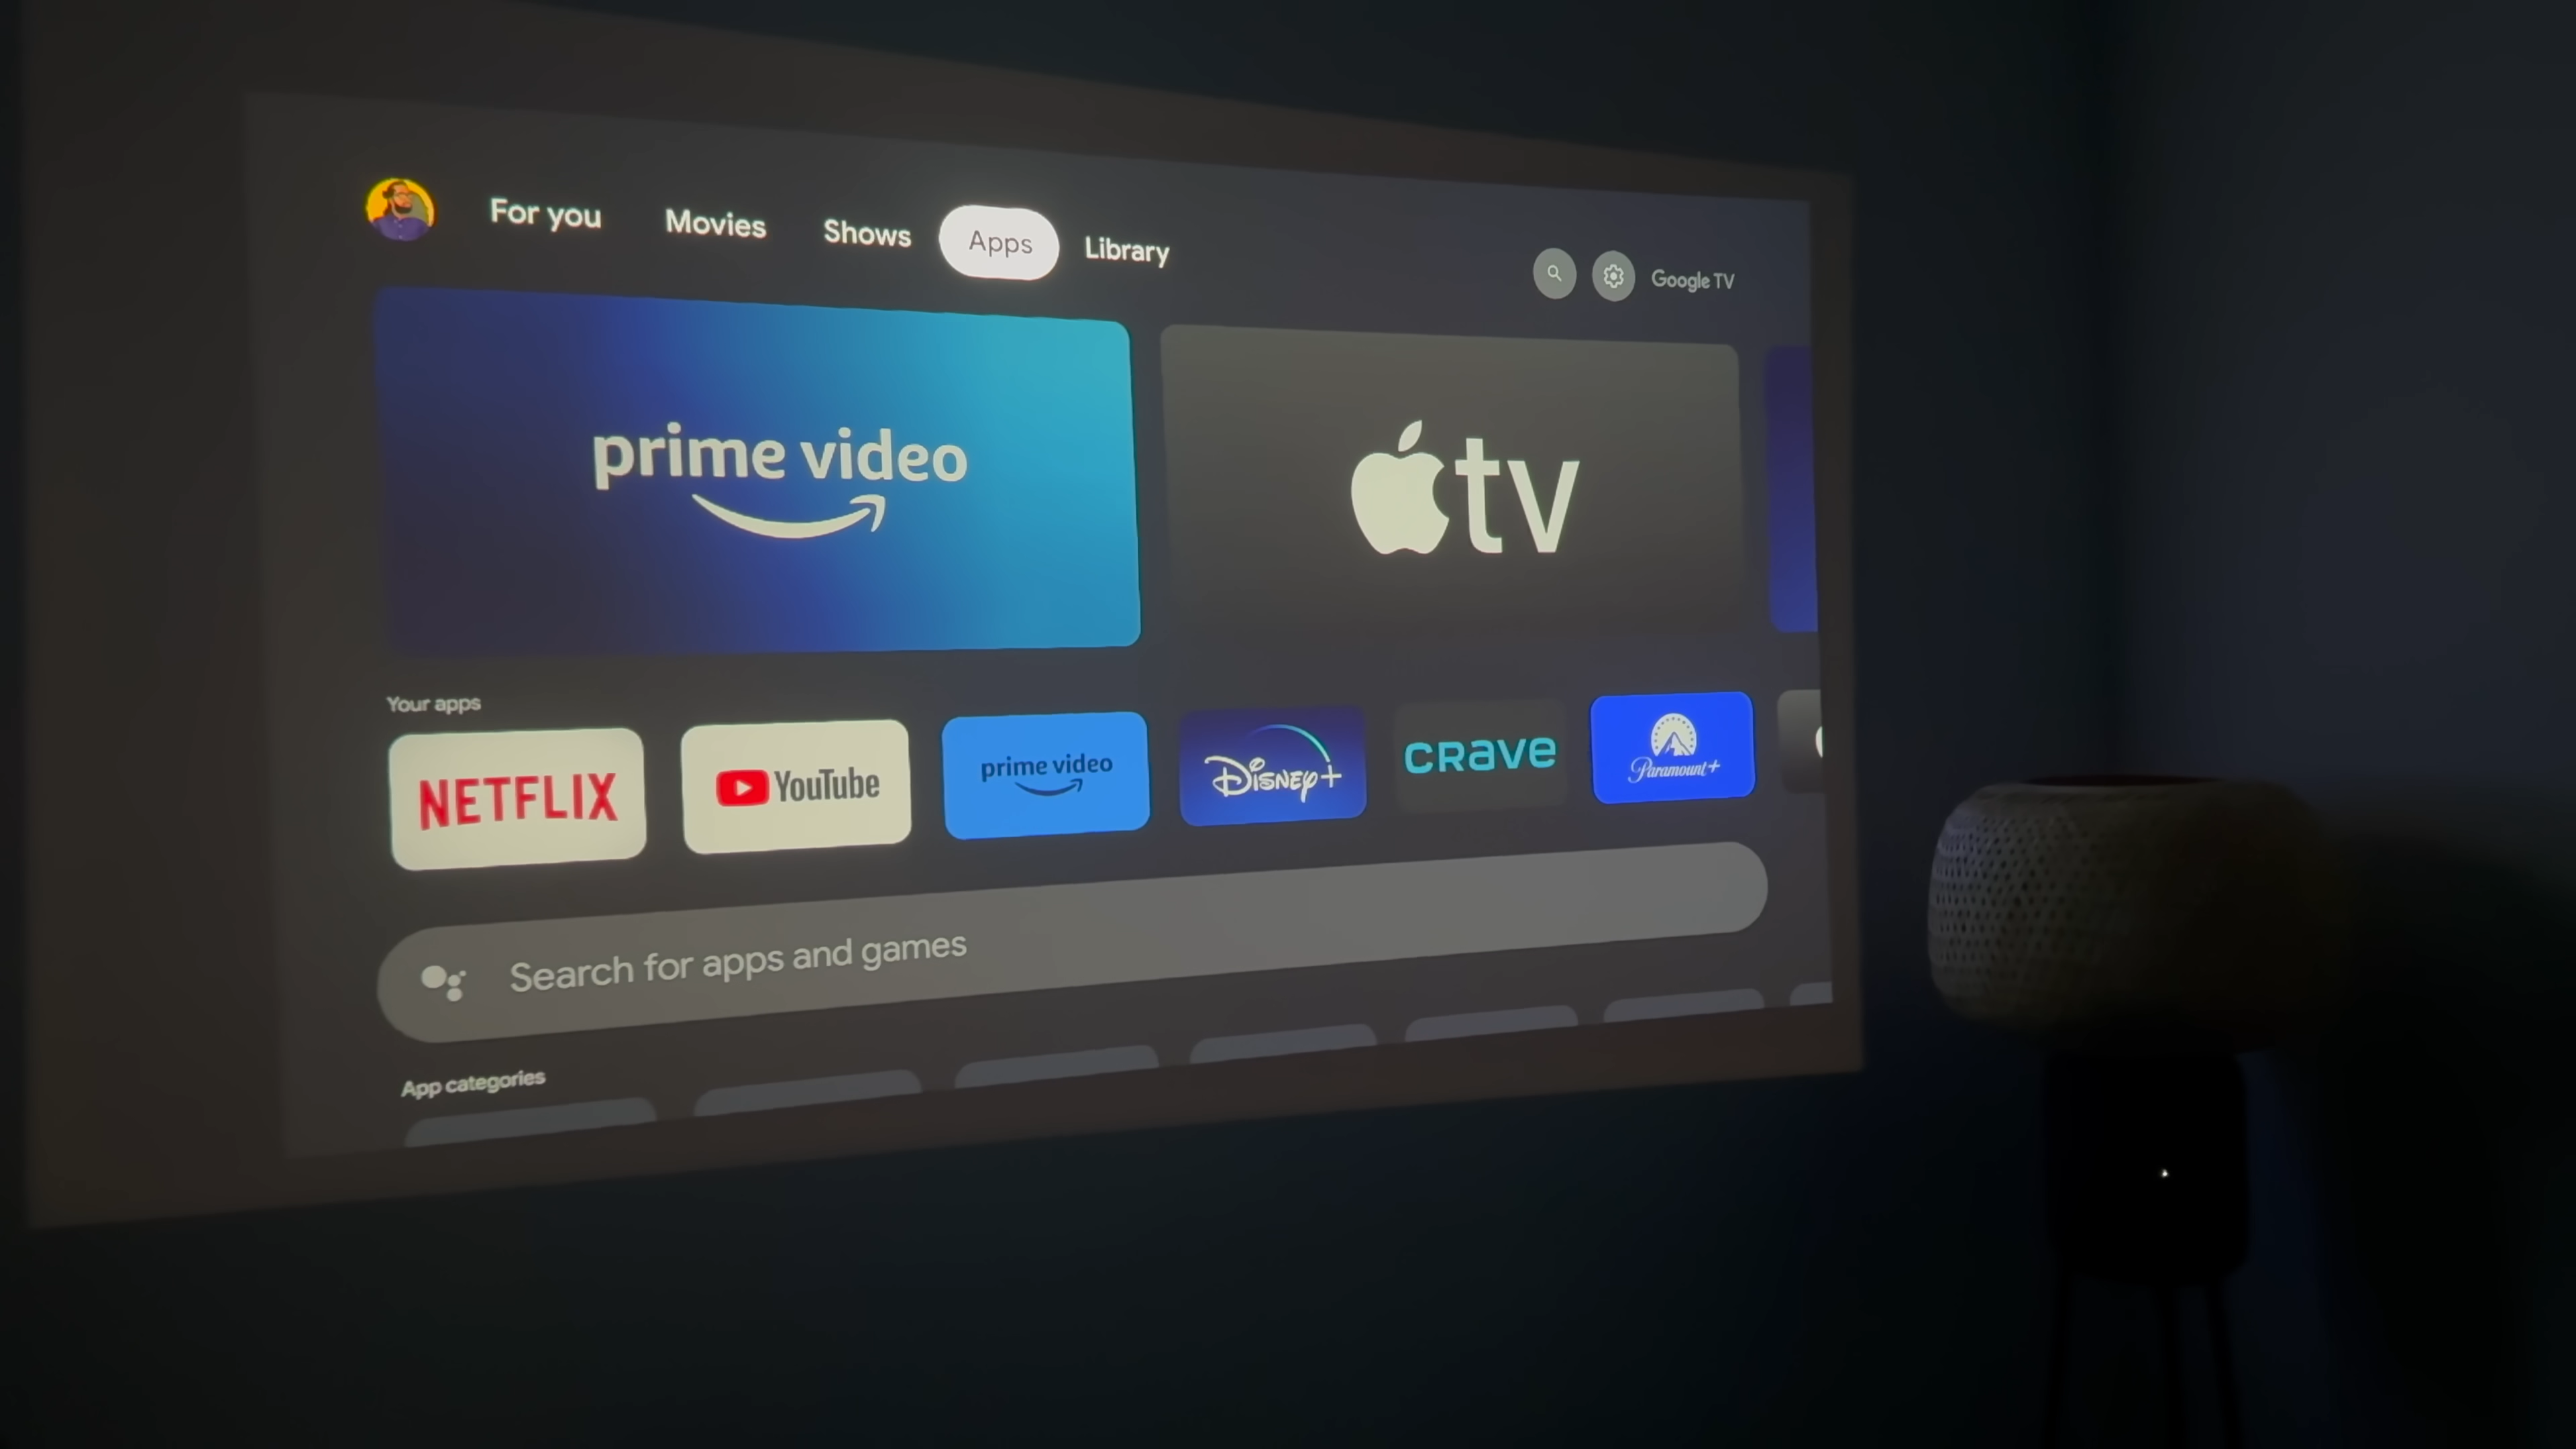 For you Movies Shows Apps Library Google TV
prime video
tv
Your apps
NETFLIX YouTube prime video Disney+ CRAVE Paramount+
Search for apps and games
App categories